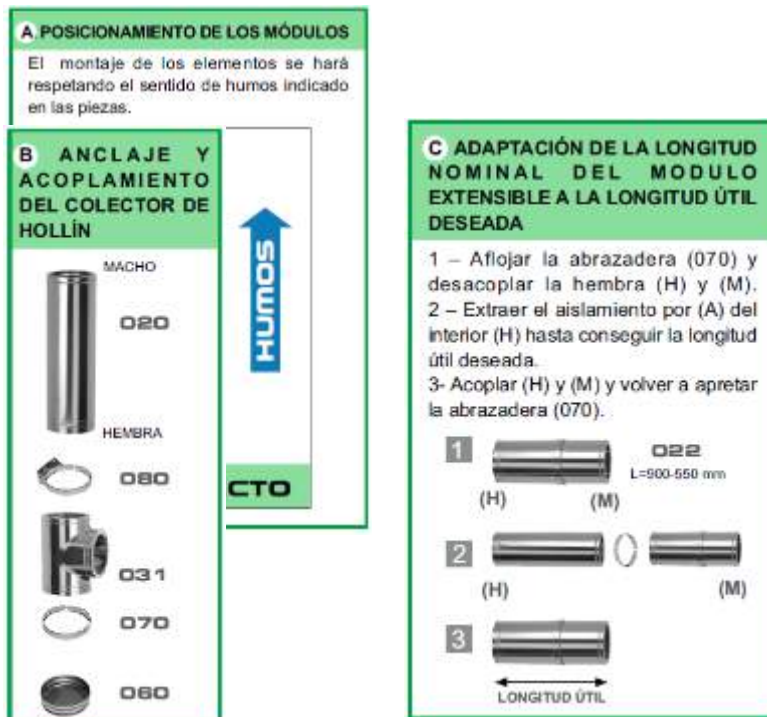 A POSICIONAMIENTO DE LOS MÓDULOS
El montaje de los elementos se hará
respetando el sentido de humos indicado
en las piezas.
HUMOS
CTO
B ANCLAJE Y
ACOPLAMIENTO
DEL COLECTOR DE
HOLLÍN
MACHO
020
HEMBRA
080
031
070
060
C ADAPTACIÓN DE LA LONGITUD
NOMINAL DEL MODULO
EXTENSIBLE A LA LONGITUD ÚTIL
DESEADA
1 – Aflojar la abrazadera (070) y
desacoplar la hembra (H) y (M).
2 – Extraer el aislamiento por (A) del
interior (H) hasta conseguir la longitud
útil deseada.
3- Acoplar (H) y (M) y volver a apretar
la abrazadera (070).
1
022
L=900-550 mm
(H) (M)
2
(H) (M)
3
LONGITUD ÚTIL